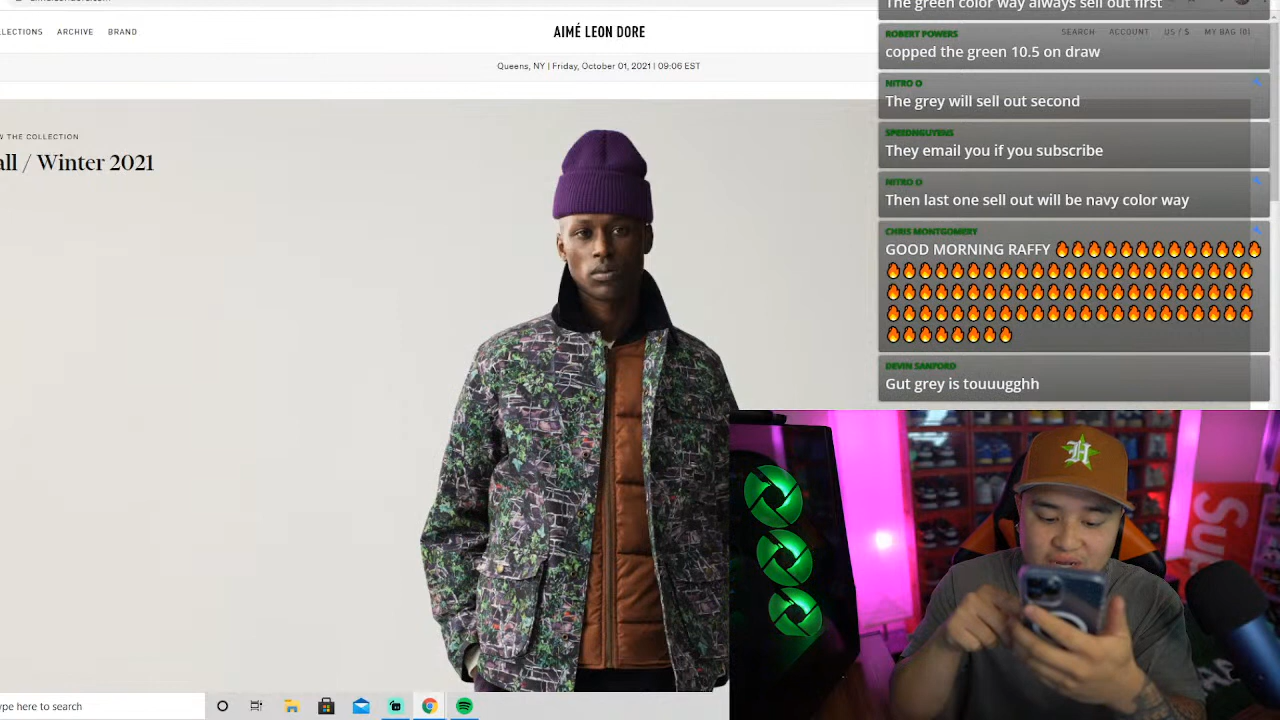 LECTIONS ARCHIVE BRAND
AIMÉ LEON DORE
SEARCH ACCOUNT US / $ MY BAG (0)
Queens, NY | Friday, October 01, 2021 | 09:06 EST
W THE COLLECTION
all / Winter 2021
The green color way always sell out first
ROBERT POWERS
copped the green 10.5 on draw
NITRO O
The grey will sell out second
SPEEDNGUYENS
They email you if you subscribe
NITRO O
Then last one sell out will be navy color way
CHRIS MONTGOMERY
GOOD MORNING RAFFY 🔥🔥🔥🔥🔥🔥🔥🔥🔥🔥🔥🔥🔥
🔥🔥🔥🔥🔥🔥🔥🔥🔥🔥🔥🔥🔥🔥🔥🔥🔥🔥🔥🔥🔥🔥🔥
🔥🔥🔥🔥🔥🔥🔥🔥🔥🔥🔥🔥🔥🔥🔥🔥🔥🔥🔥🔥🔥🔥🔥
🔥🔥🔥🔥🔥🔥🔥🔥🔥🔥🔥🔥🔥🔥🔥🔥🔥🔥🔥🔥🔥🔥🔥
🔥🔥🔥🔥🔥🔥🔥🔥
DEVIN SANFORD
Gut grey is touuugghh
H
Sup
ype here to search